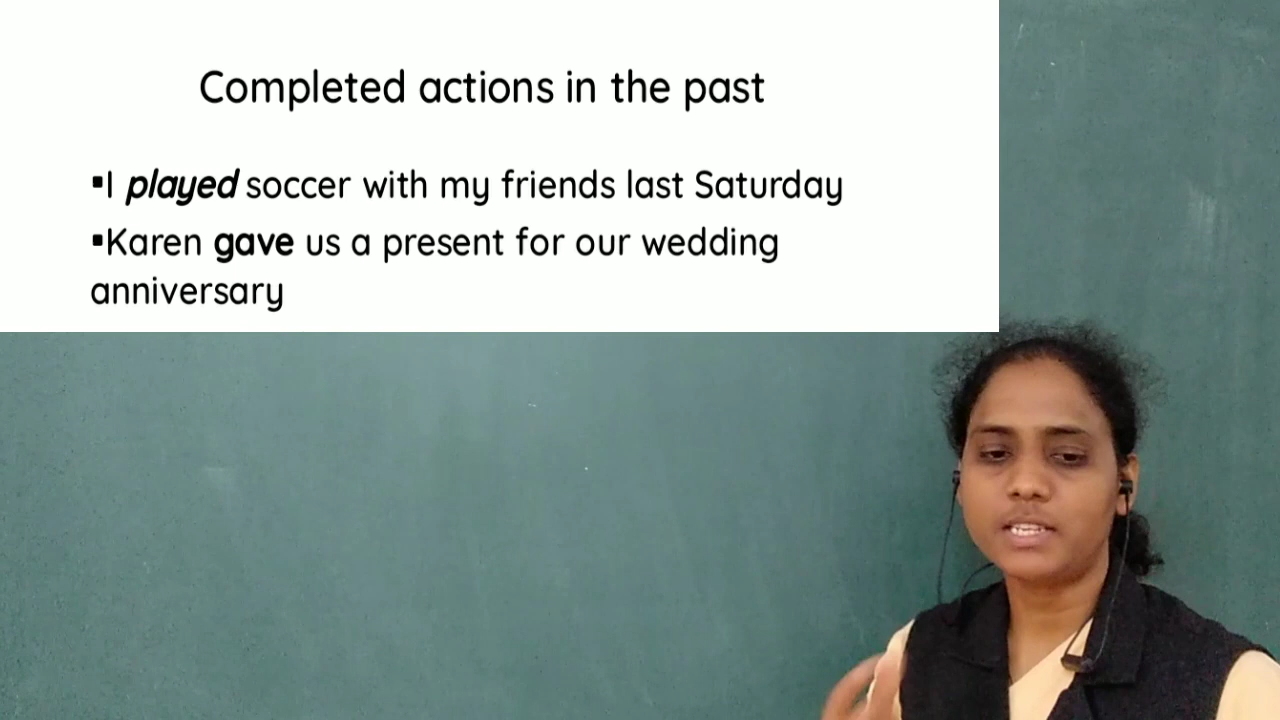 Completed actions in the past
▪I played soccer with my friends last Saturday
▪Karen gave us a present for our wedding
anniversary